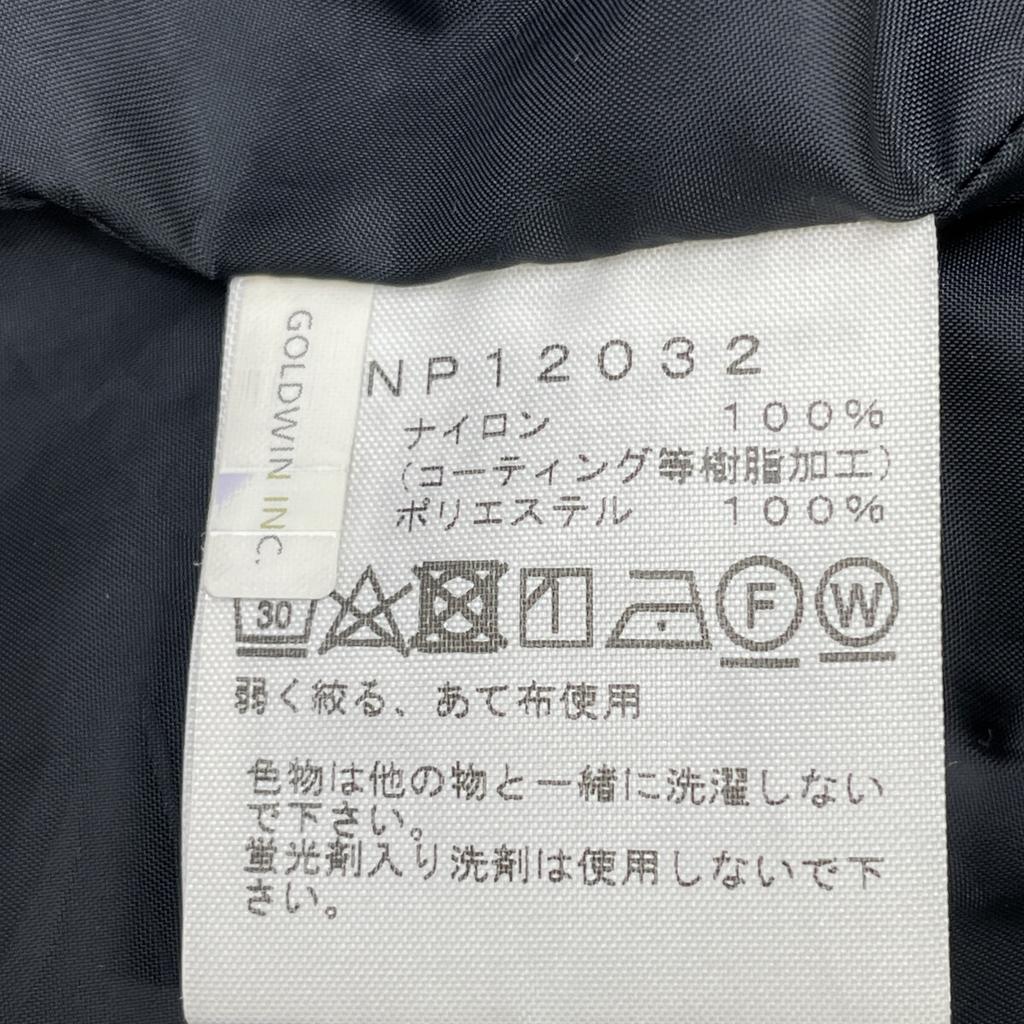 GOLDWIN INC.
NP12032
ナイロン 100%
(コーティング等樹脂加工)
ポリエステル 100%
30 F W
弱く絞る、あて布使用
色物は他の物と一緒に洗濯しない
で下さい。
蛍光剤入り洗剤は使用しないで下
さい。